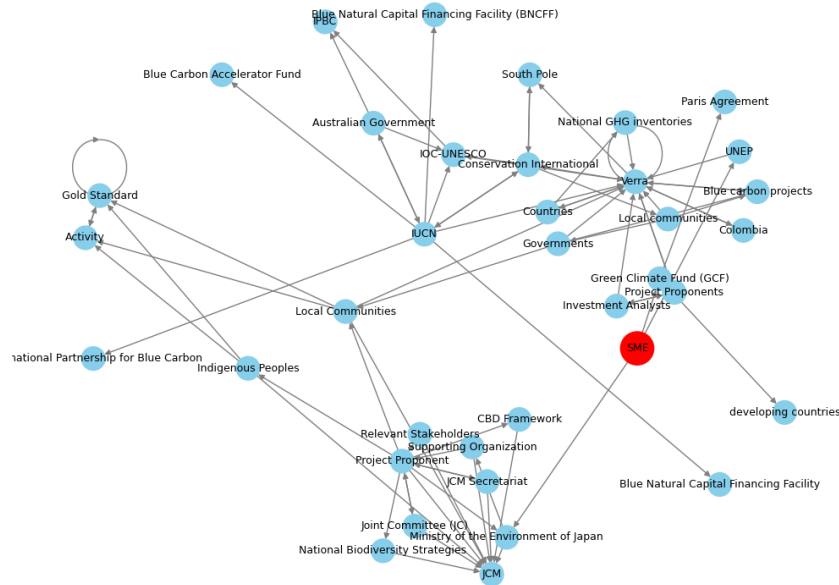 Blue Natural Capital Financing Facility (BNCFF)
IPBC
Blue Carbon Accelerator Fund
South Pole
Paris Agreement
Australian Government
National GHG inventories
UNEP
IOC-UNESCO
Conservation International
Verra
Blue carbon projects
Gold Standard
Countries
Local communities
Colombia
Activity
IUCN
Governments
Green Climate Fund (GCF)
Project Proponents
Investment Analysts
Local Communities
SME
national Partnership for Blue Carbon
Indigenous Peoples
developing countries
CBD Framework
Relevant Stakeholders
Supporting Organization
Project Proponent
JCM Secretariat
Blue Natural Capital Financing Facility
Joint Committee (JC)
Ministry of the Environment of Japan
National Biodiversity Strategies
JCM